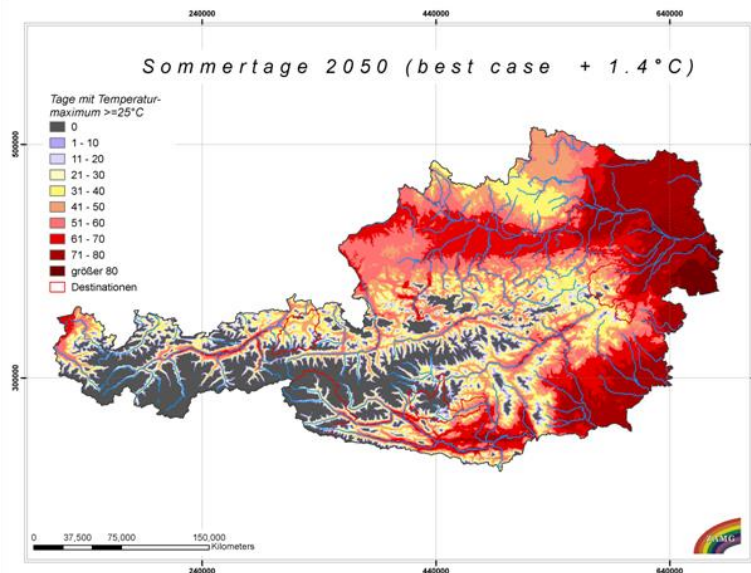 240000 440000 640000
Sommertage 2050 (best case + 1.4°C)
Tage mit Temperatur-
maximum >=25°C
0
1 - 10
11 - 20
21 - 30
31 - 40
41 - 50
51 - 60
61 - 70
71 - 80
größer 80
Destinationen
500000
300000
0 37,500 75,000 150,000
Kilometers
ZAMG
240000 440000 640000